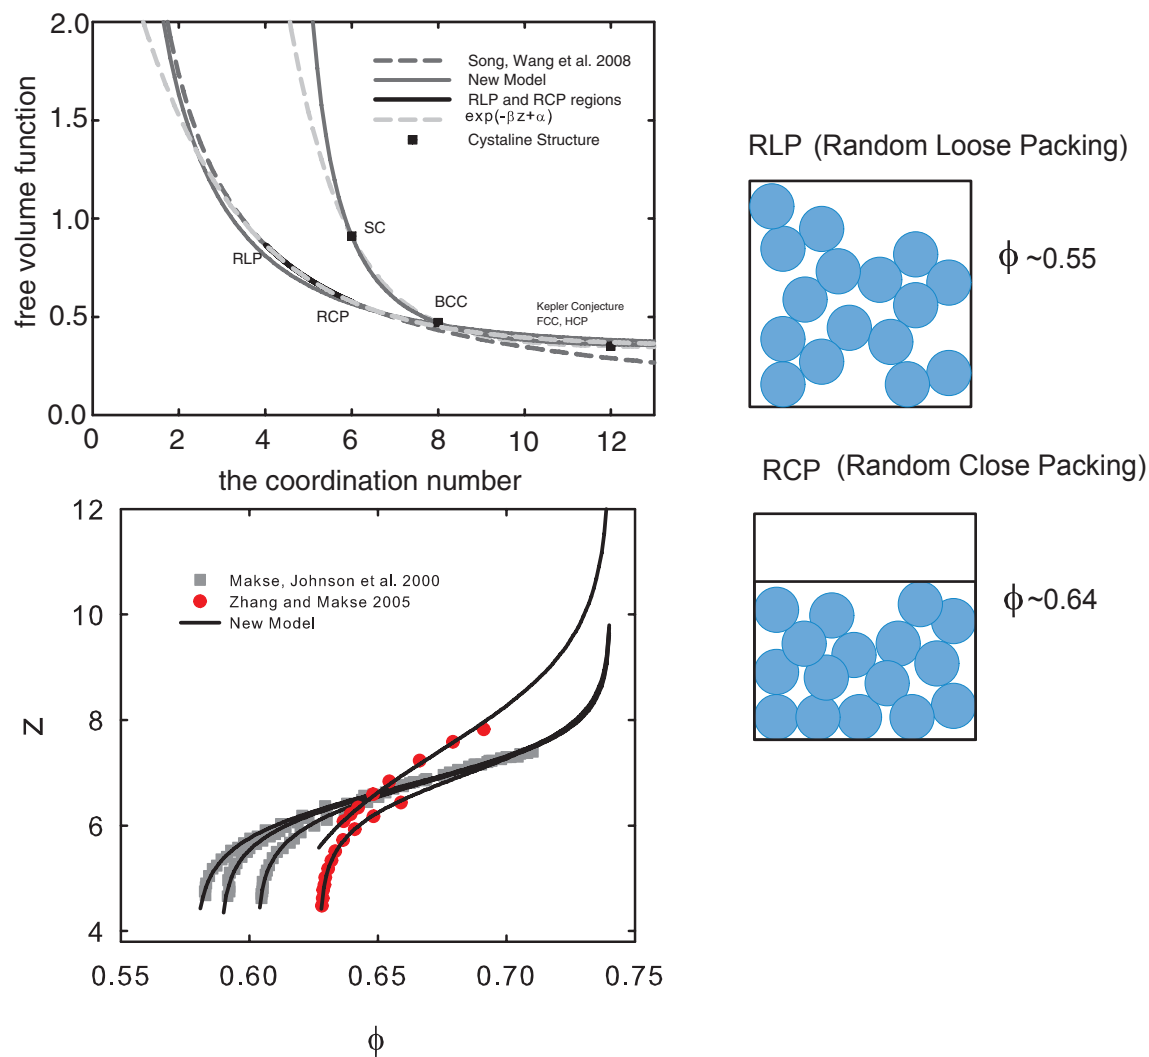 2.0
1.5
1.0
0.5
0.0
free volume function
Song, Wang et al. 2008
New Model
RLP and RCP regions
exp(-βz+α)
Cystaline Structure
SC
RLP
BCC
RCP
Kepler Conjecture
FCC, HCP
0 2 4 6 8 10 12
the coordination number
RLP (Random Loose Packing)
ϕ ~0.55
RCP (Random Close Packing)
ϕ ~0.64
12
10
8
6
4
Z
Makse, Johnson et al. 2000
Zhang and Makse 2005
New Model
0.55 0.60 0.65 0.70 0.75
ϕ